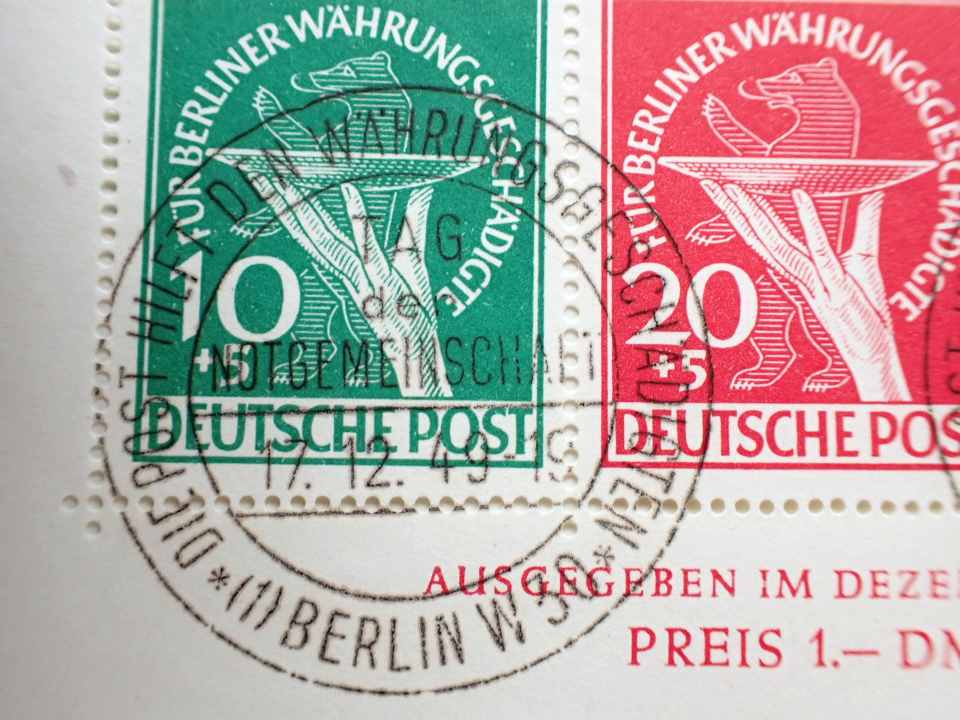 FÜR BERLINER WÄHRUNGSGESCHÄDIGTE
10
+5
DEUTSCHE POST
FÜR BERLINER WÄHRUNGSGESCHÄDIGTE
20
+5
DEUTSCHE POS
DIE POST HILFT DEN WÄHRUNGSGESCHÄDIGTEN
TAG
der
NOTGEMEINSCHAFT
17. 12. 49-19
*(1) BERLIN W 30*
AUSGEGEBEN IM DEZE
PREIS 1.— DM